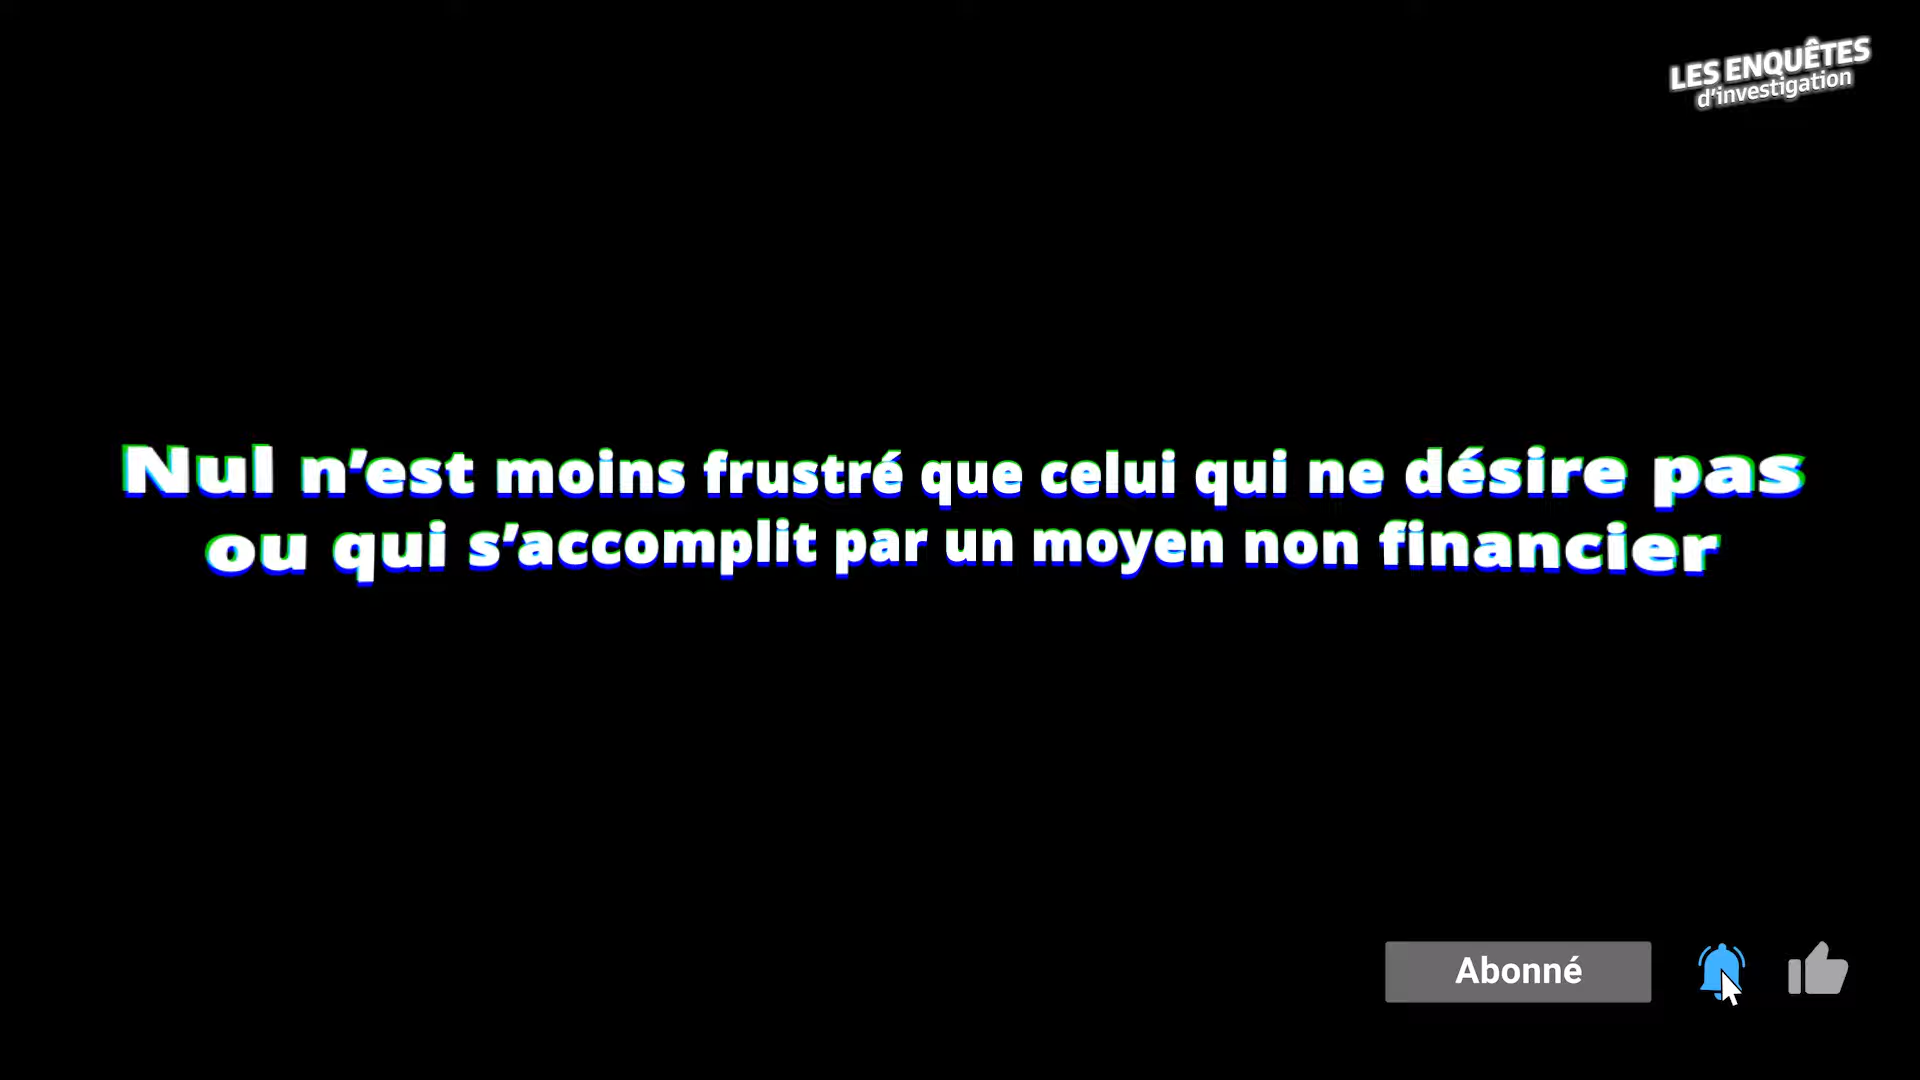 LES ENQUÊTES
d’investigation
Nul n’est moins frustré que celui qui ne désire pas
ou qui s’accomplit par un moyen non financier
Abonné